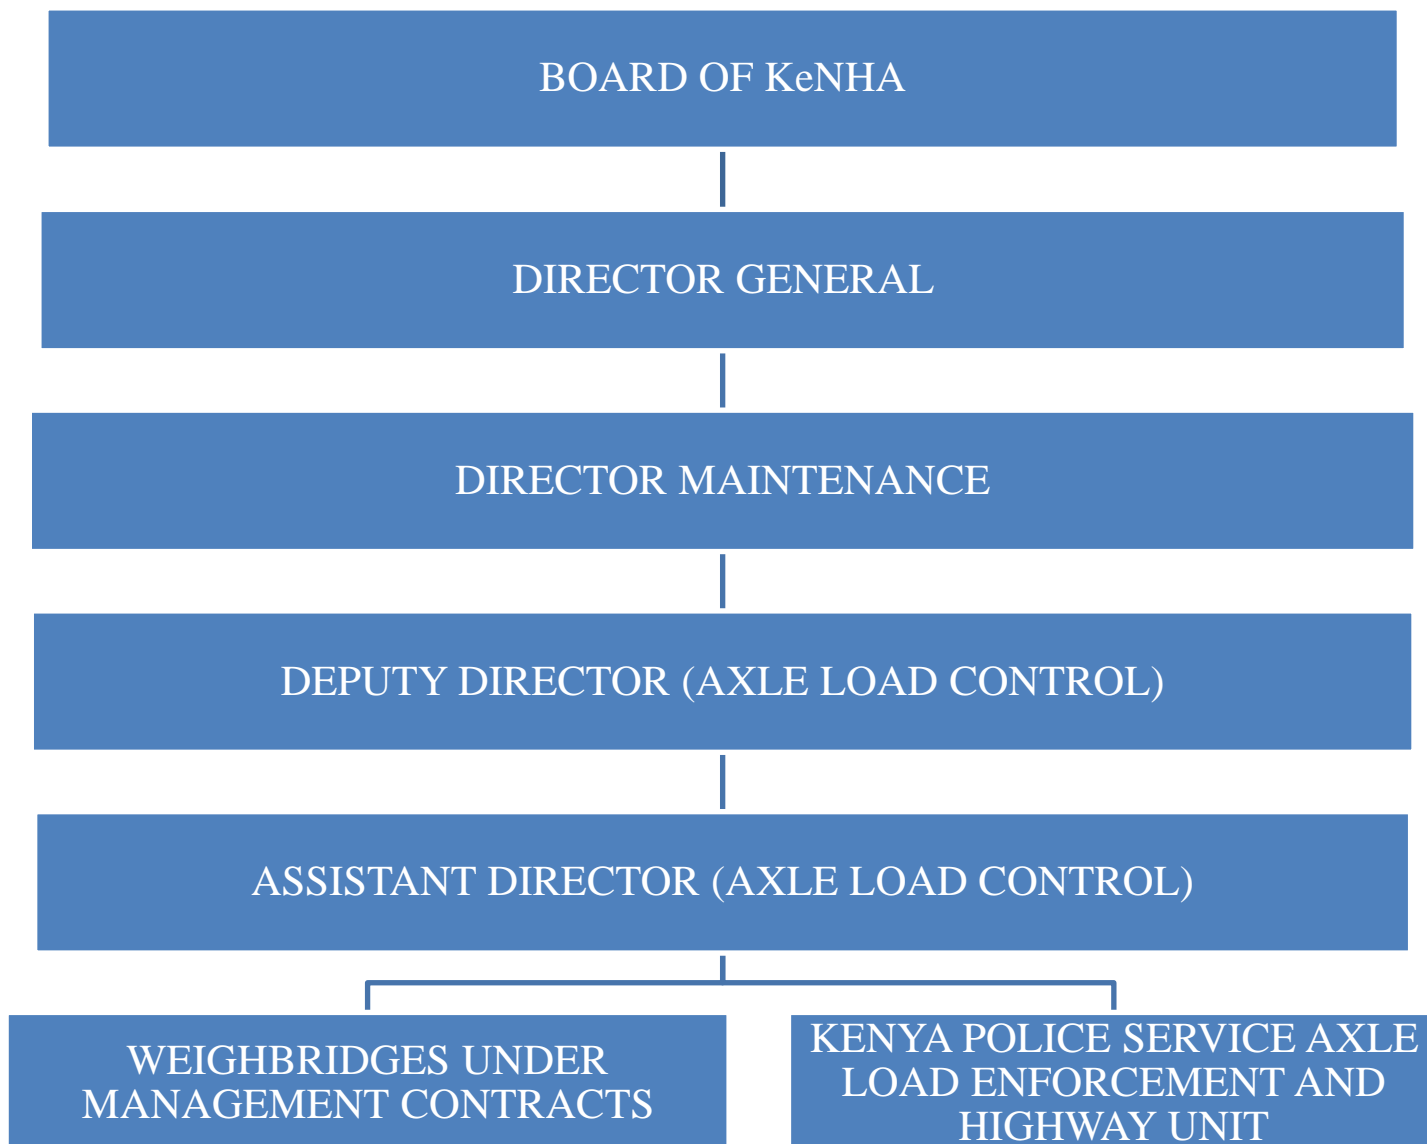 BOARD OF KeNHA
DIRECTOR GENERAL
DIRECTOR MAINTENANCE
DEPUTY DIRECTOR (AXLE LOAD CONTROL)
ASSISTANT DIRECTOR (AXLE LOAD CONTROL)
WEIGHBRIDGES UNDER
MANAGEMENT CONTRACTS
KENYA POLICE SERVICE AXLE
LOAD ENFORCEMENT AND
HIGHWAY UNIT